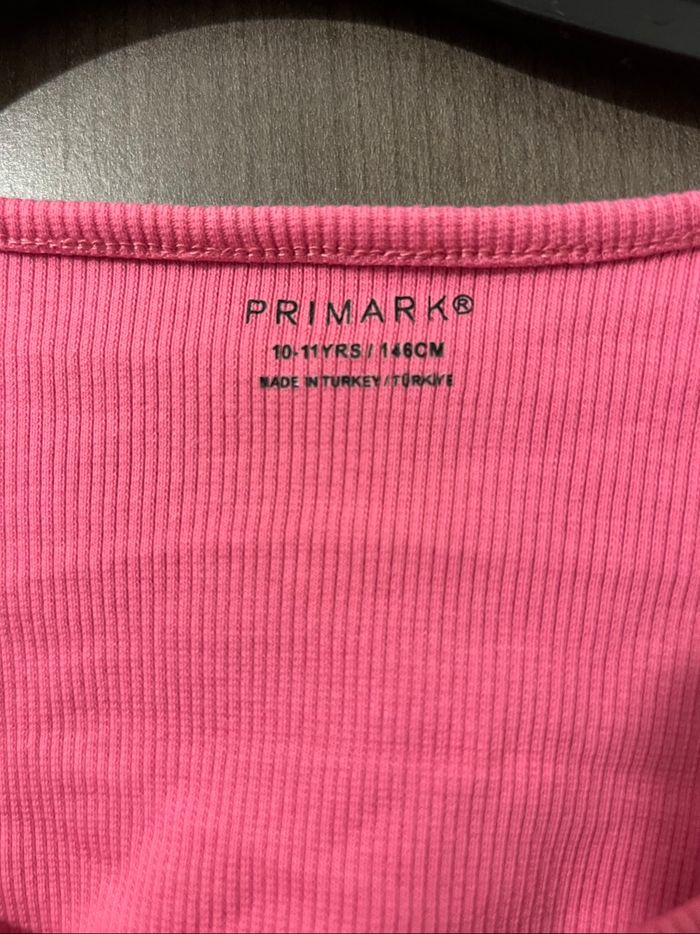 PRIMARK®
10-11YRS / 146CM
MADE IN TURKEY / TÜRKİYE